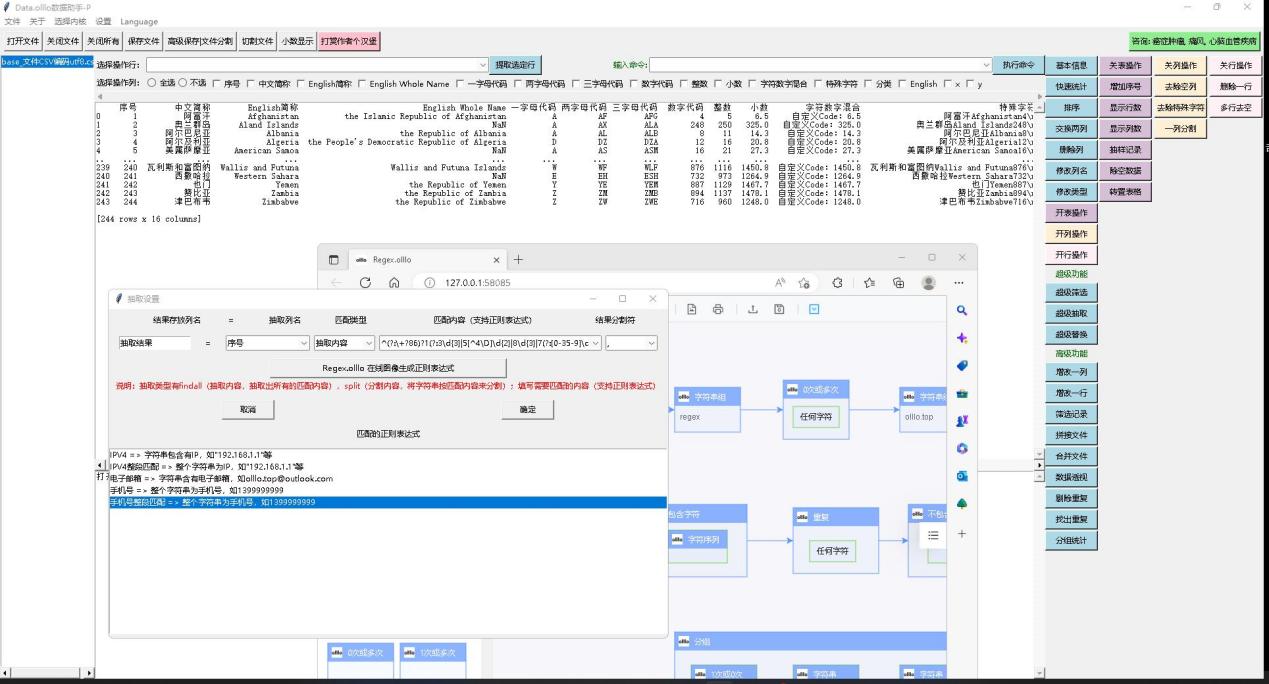 Data.olllo数据助手-P
文件 关于 选择内核 设置 Language
打开文件 关闭文件 关闭所有 保存文件 高级保存|文件分割 切割文件 小数显示 打赏作者个汉堡
咨询: 癌症肿瘤, 痛风, 心脑血管疾病
base_文件CSV编码utf8.cs
选择操作行: 提取选定行 输入命令: 执行命令
选择操作列: 全选 不选 序号 中文简称 English简称 English Whole Name 一字母代码 两字母代码 三字母代码 数字代码 整数 小数 字符数字混合 特殊字符 分类 English x y
序号 中文简称 English简称 English Whole Name 一字母代码 两字母代码 三字母代码 数字代码 整数 小数 字符数字混合 特殊字符
0 1 阿富汗 Afghanistan the Islamic Republic of Afghanistan A AF AFG 4 5 6.5 自定义Code: 6.5 阿富汗Afghanistan4\u
1 2 奥兰群岛 Aland Islands NaN A AX ALA 248 250 325.0 自定义Code: 325.0 奥兰群岛Aland Islands248\u
2 3 阿尔巴尼亚 Albania the Republic of Albania A AL ALB 8 11 14.3 自定义Code: 14.3 阿尔巴尼亚Albania8\u
3 4 阿尔及利亚 Algeria the People's Democratic Republic of Algeria D DZ DZA 12 16 20.8 自定义Code: 20.8 阿尔及利亚Algeria12\u
4 5 美属萨摩亚 American Samoa NaN A AS ASM 16 21 27.3 自定义Code: 27.3 美属萨摩亚American Samoa16\u
... ... ... ... ... ... ... ... ... ... ... ... ...
239 240 瓦利斯和富图纳 Wallis and Futuna Wallis and Futuna Islands W WF WLF 876 1116 1450.8 自定义Code: 1450.8 瓦利斯和富图纳Wallis and Futuna876\u
240 241 西撒哈拉 Western Sahara NaN W EH ESH 732 973 1264.9 自定义Code: 1264.9 西撒哈拉Western Sahara732\u
241 242 也门 Yemen the Republic of Yemen Y YE YEM 887 1129 1467.7 自定义Code: 1467.7 也门Yemen887\u
242 243 赞比亚 Zambia the Republic of Zambia Z ZM ZMB 894 1137 1478.1 自定义Code: 1478.1 赞比亚Zambia894\u
243 244 津巴布韦 Zimbabwe the Republic of Zimbabwe Z ZW ZWE 716 960 1248.0 自定义Code: 1248.0 津巴布韦Zimbabwe716\u
[244 rows x 16 columns]
基本信息 关表操作 关列操作 关行操作
快速统计 增加序号 去除空列 删除一行
排序 显示行数 去除特殊字符 多行去空
交换两列 显示列数 一列分割
删除列 抽样记录
修改列名 除空数据
修改类型 转置表格
开表操作
开列操作
开行操作
超级功能
超级筛选
超级抽取
超级替换
高级功能
增改一列
增改一行
筛选记录
拼接文件
合并文件
数据透视
剔除重复
找出重复
分组统计
Regex.olllo
127.0.0.1:58085
抽取设置
结果存放列名 = 抽取列名 匹配类型 匹配内容 (支持正则表达式) 结果分割符
抽取结果 = 序号 抽取内容 ^(?:\+?86)?1(?:3\d{3}|5[^4\D]\d{2}|8\d{3}|7(?:[0-35-9]\c ,
Regex.olllo 在线图像生成正则表达式
说明：抽取类型有findall（抽取内容，抽取出所有的匹配内容），split（分割内容，将字符串按匹配内容来分割）；填写需要匹配的内容（支持正则表达式）
取消 确定
匹配的正则表达式
IPV4 => 字符串包含有IP，如"192.168.1.1"等
IPV4整段匹配 => 整个字符串为IP，如"192.168.1.1"等
电子邮箱 => 字符串含有电子邮箱，如olllo.top@outlook.com
手机号 => 整个字符串为手机号，如1399999999
手机号整段匹配 => 整个字符串为手机号，如1399999999
打
字符串组 0次或多次 字符串
regex 任何字符 olllo.top
包含字符 重复 不包
字符序列 任何字符
分组
0次或多次 1次或多次 1次或0次 字符串 字符串